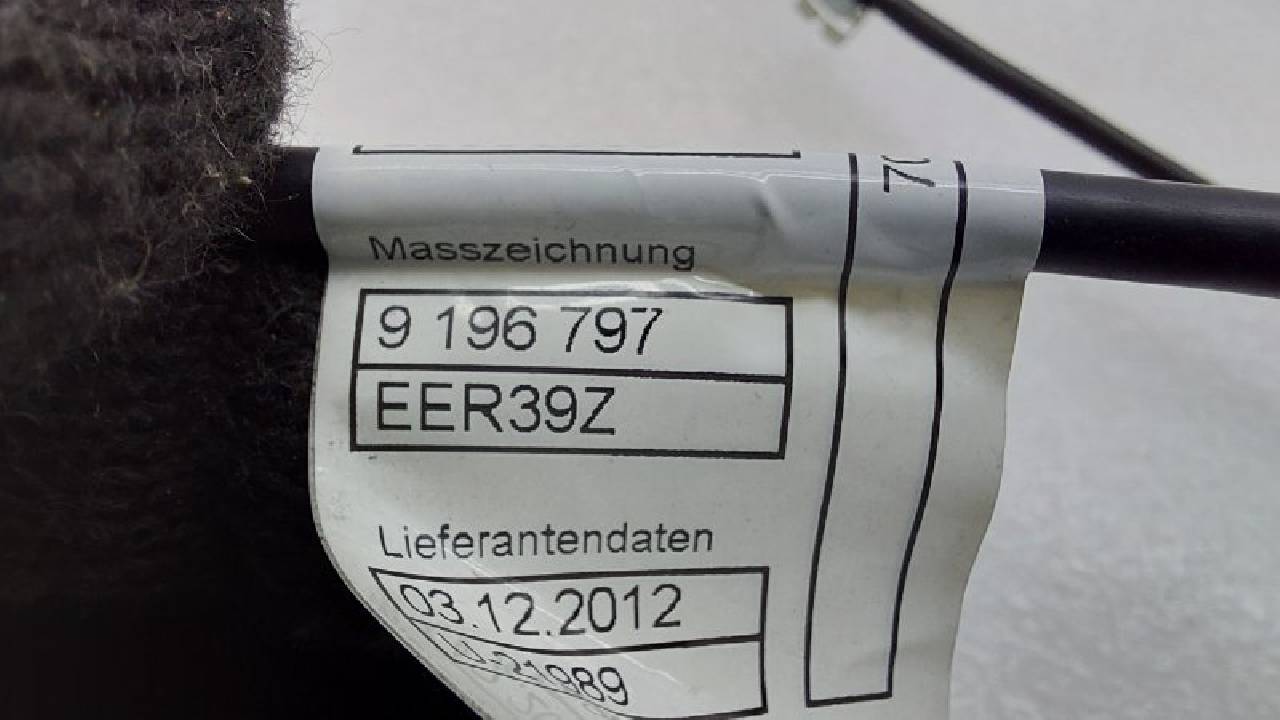 Masszeichnung
9 196 797
EER39Z
Lieferantendaten
03.12.2012